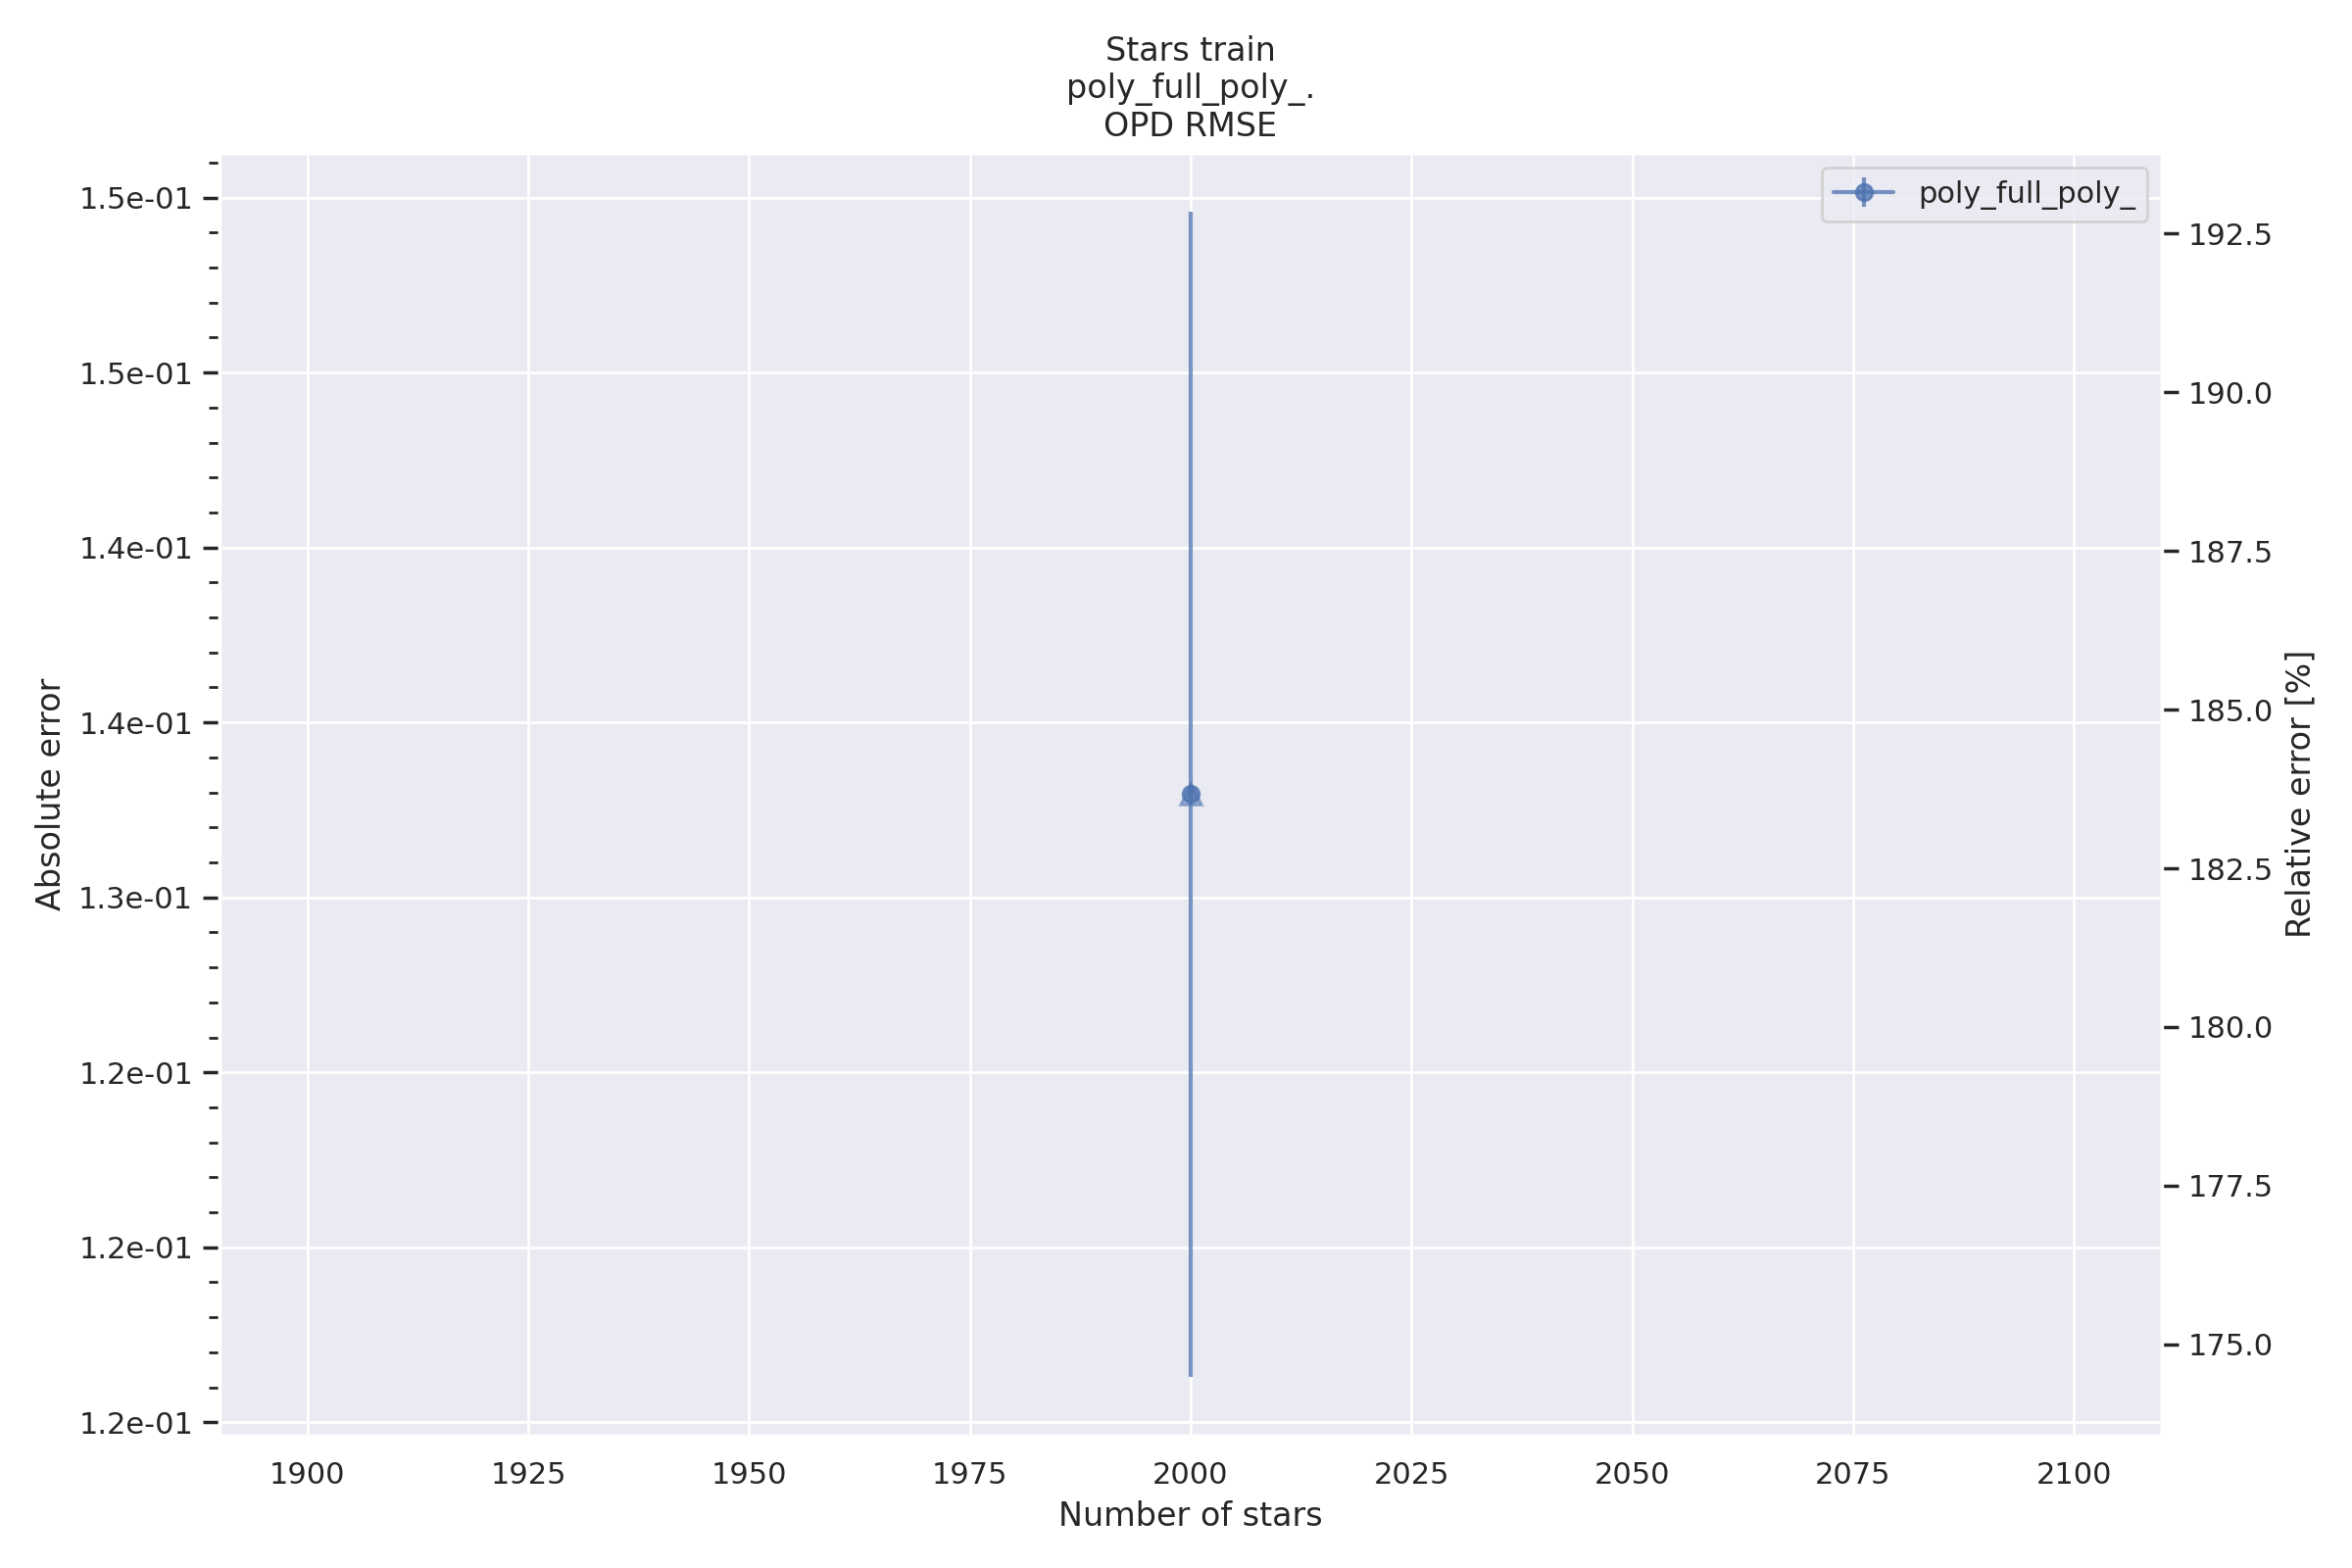 Stars train
poly_full_poly_.
OPD RMSE
poly_full_poly_
1.5e-01
1.5e-01
1.4e-01
1.4e-01
1.3e-01
1.2e-01
1.2e-01
1.2e-01
Absolute error
192.5
190.0
187.5
185.0
182.5
180.0
177.5
175.0
Relative error [%]
1900 1925 1950 1975 2000 2025 2050 2075 2100
Number of stars